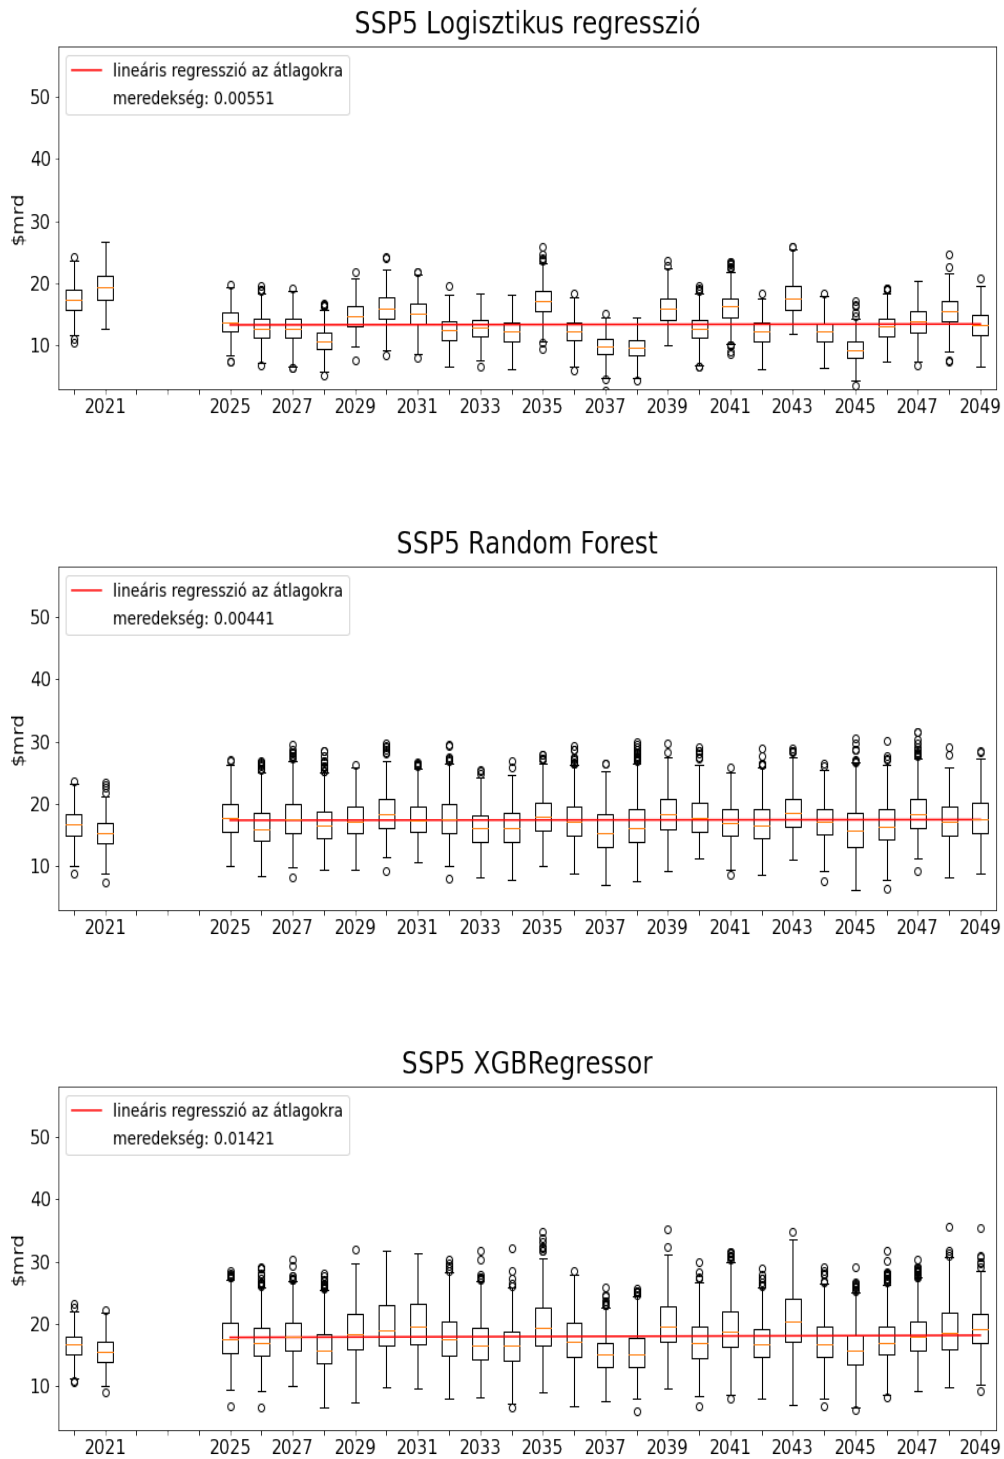 SSP5 Logisztikus regresszió
lineáris regresszió az átlagokra
meredekség: 0.00551
$mrd
50
40
30
20
10
2021 2025 2027 2029 2031 2033 2035 2037 2039 2041 2043 2045 2047 2049
SSP5 Random Forest
lineáris regresszió az átlagokra
meredekség: 0.00441
$mrd
50
40
30
20
10
2021 2025 2027 2029 2031 2033 2035 2037 2039 2041 2043 2045 2047 2049
SSP5 XGBRegressor
lineáris regresszió az átlagokra
meredekség: 0.01421
$mrd
50
40
30
20
10
2021 2025 2027 2029 2031 2033 2035 2037 2039 2041 2043 2045 2047 2049